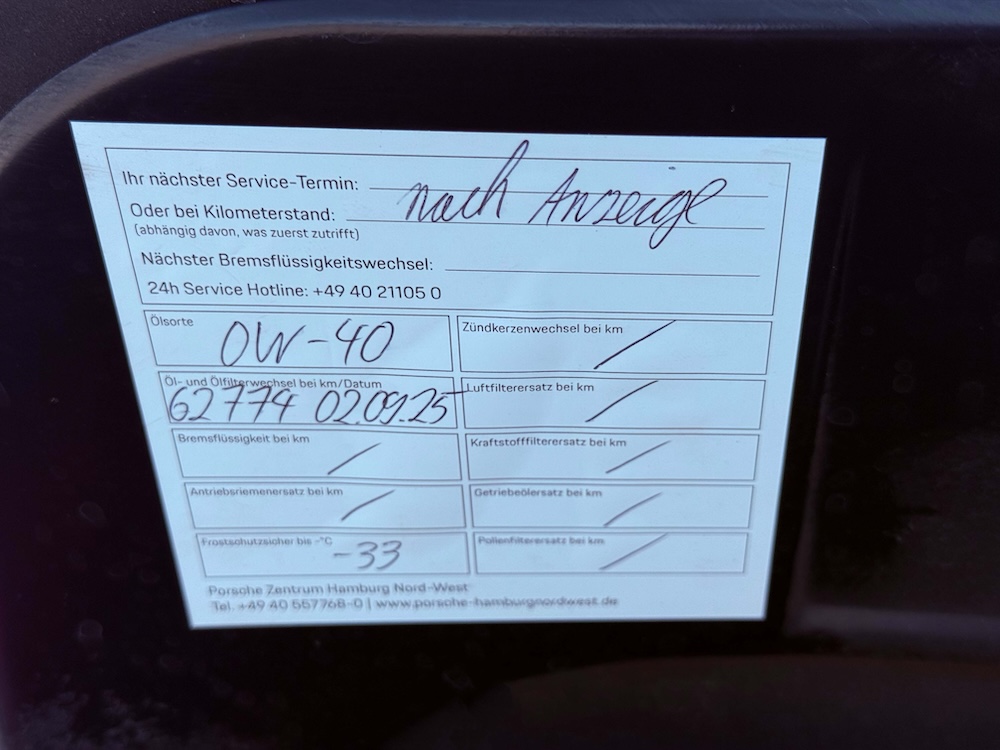 Ihr nächster Service-Termin: nach Anzeige
Oder bei Kilometerstand:
(abhängig davon, was zuerst zutrifft)
Nächster Bremsflüssigkeitswechsel:
24h Service Hotline: +49 40 21105 0
Ölsorte
0W-40
Zündkerzenwechsel bei km
/
Öl- und Ölfilterwechsel bei km/Datum
62774 02.09.25
Luftfilterersatz bei km
/
Bremsflüssigkeit bei km
/
Kraftstofffilterersatz bei km
/
Antriebsriemenersatz bei km
/
Getriebeölersatz bei km
/
Frostschutzsicher bis -°C
-33
Pollenfilterersatz bei km
/
Porsche Zentrum Hamburg Nord-West
Tel. +49 40 557768-0 | www.porsche-hamburgnordwest.de